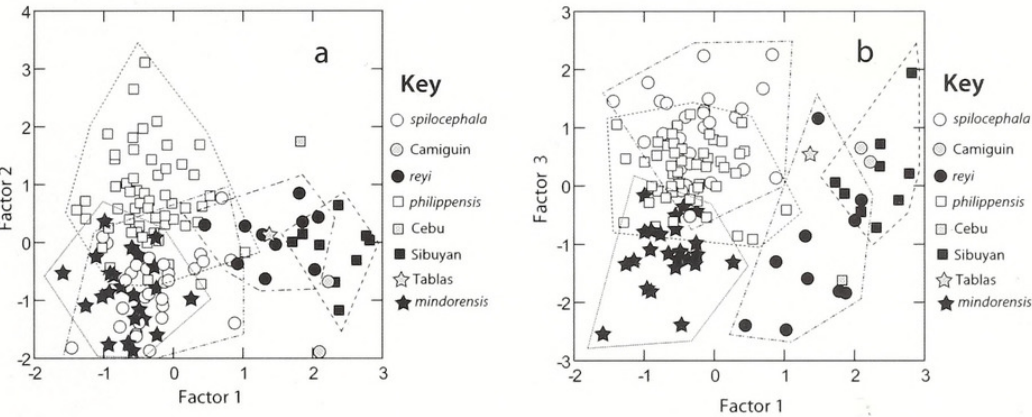 4
3
2
1
0
-1
-2
-2
-1
0
1
2
3
Factor 2
Factor 1
a
Key
spilocephala
Camiguin
reyi
philippensis
Cebu
Sibuyan
Tablas
mindorensis
3
2
1
0
-1
-2
-3
-2
-1
0
1
2
3
Factor 3
Factor 1
b
Key
spilocephala
Camiguin
reyi
philippensis
Cebu
Sibuyan
Tablas
mindorensis